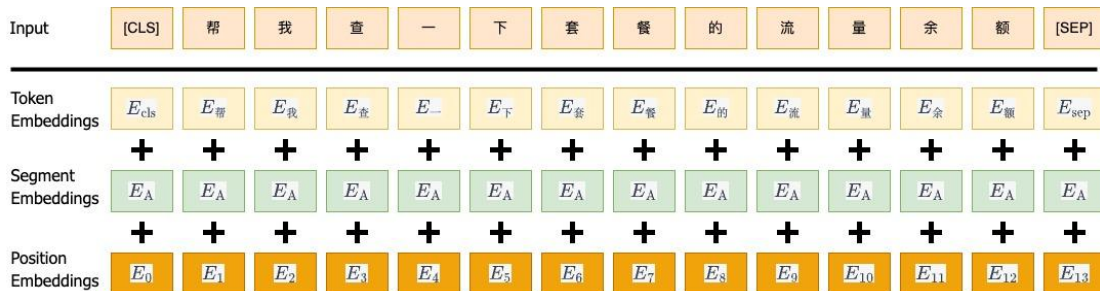 Input [CLS] 帮 我 查 一 下 套 餐 的 流 量 余 额 [SEP]
Token Embeddings E_cls E_帮 E_我 E_查 E_一 E_下 E_套 E_餐 E_的 E_流 E_量 E_余 E_额 E_sep
+ + + + + + + + + + + + + +
Segment Embeddings E_A E_A E_A E_A E_A E_A E_A E_A E_A E_A E_A E_A E_A E_A
+ + + + + + + + + + + + + +
Position Embeddings E_0 E_1 E_2 E_3 E_4 E_5 E_6 E_7 E_8 E_9 E_10 E_11 E_12 E_13